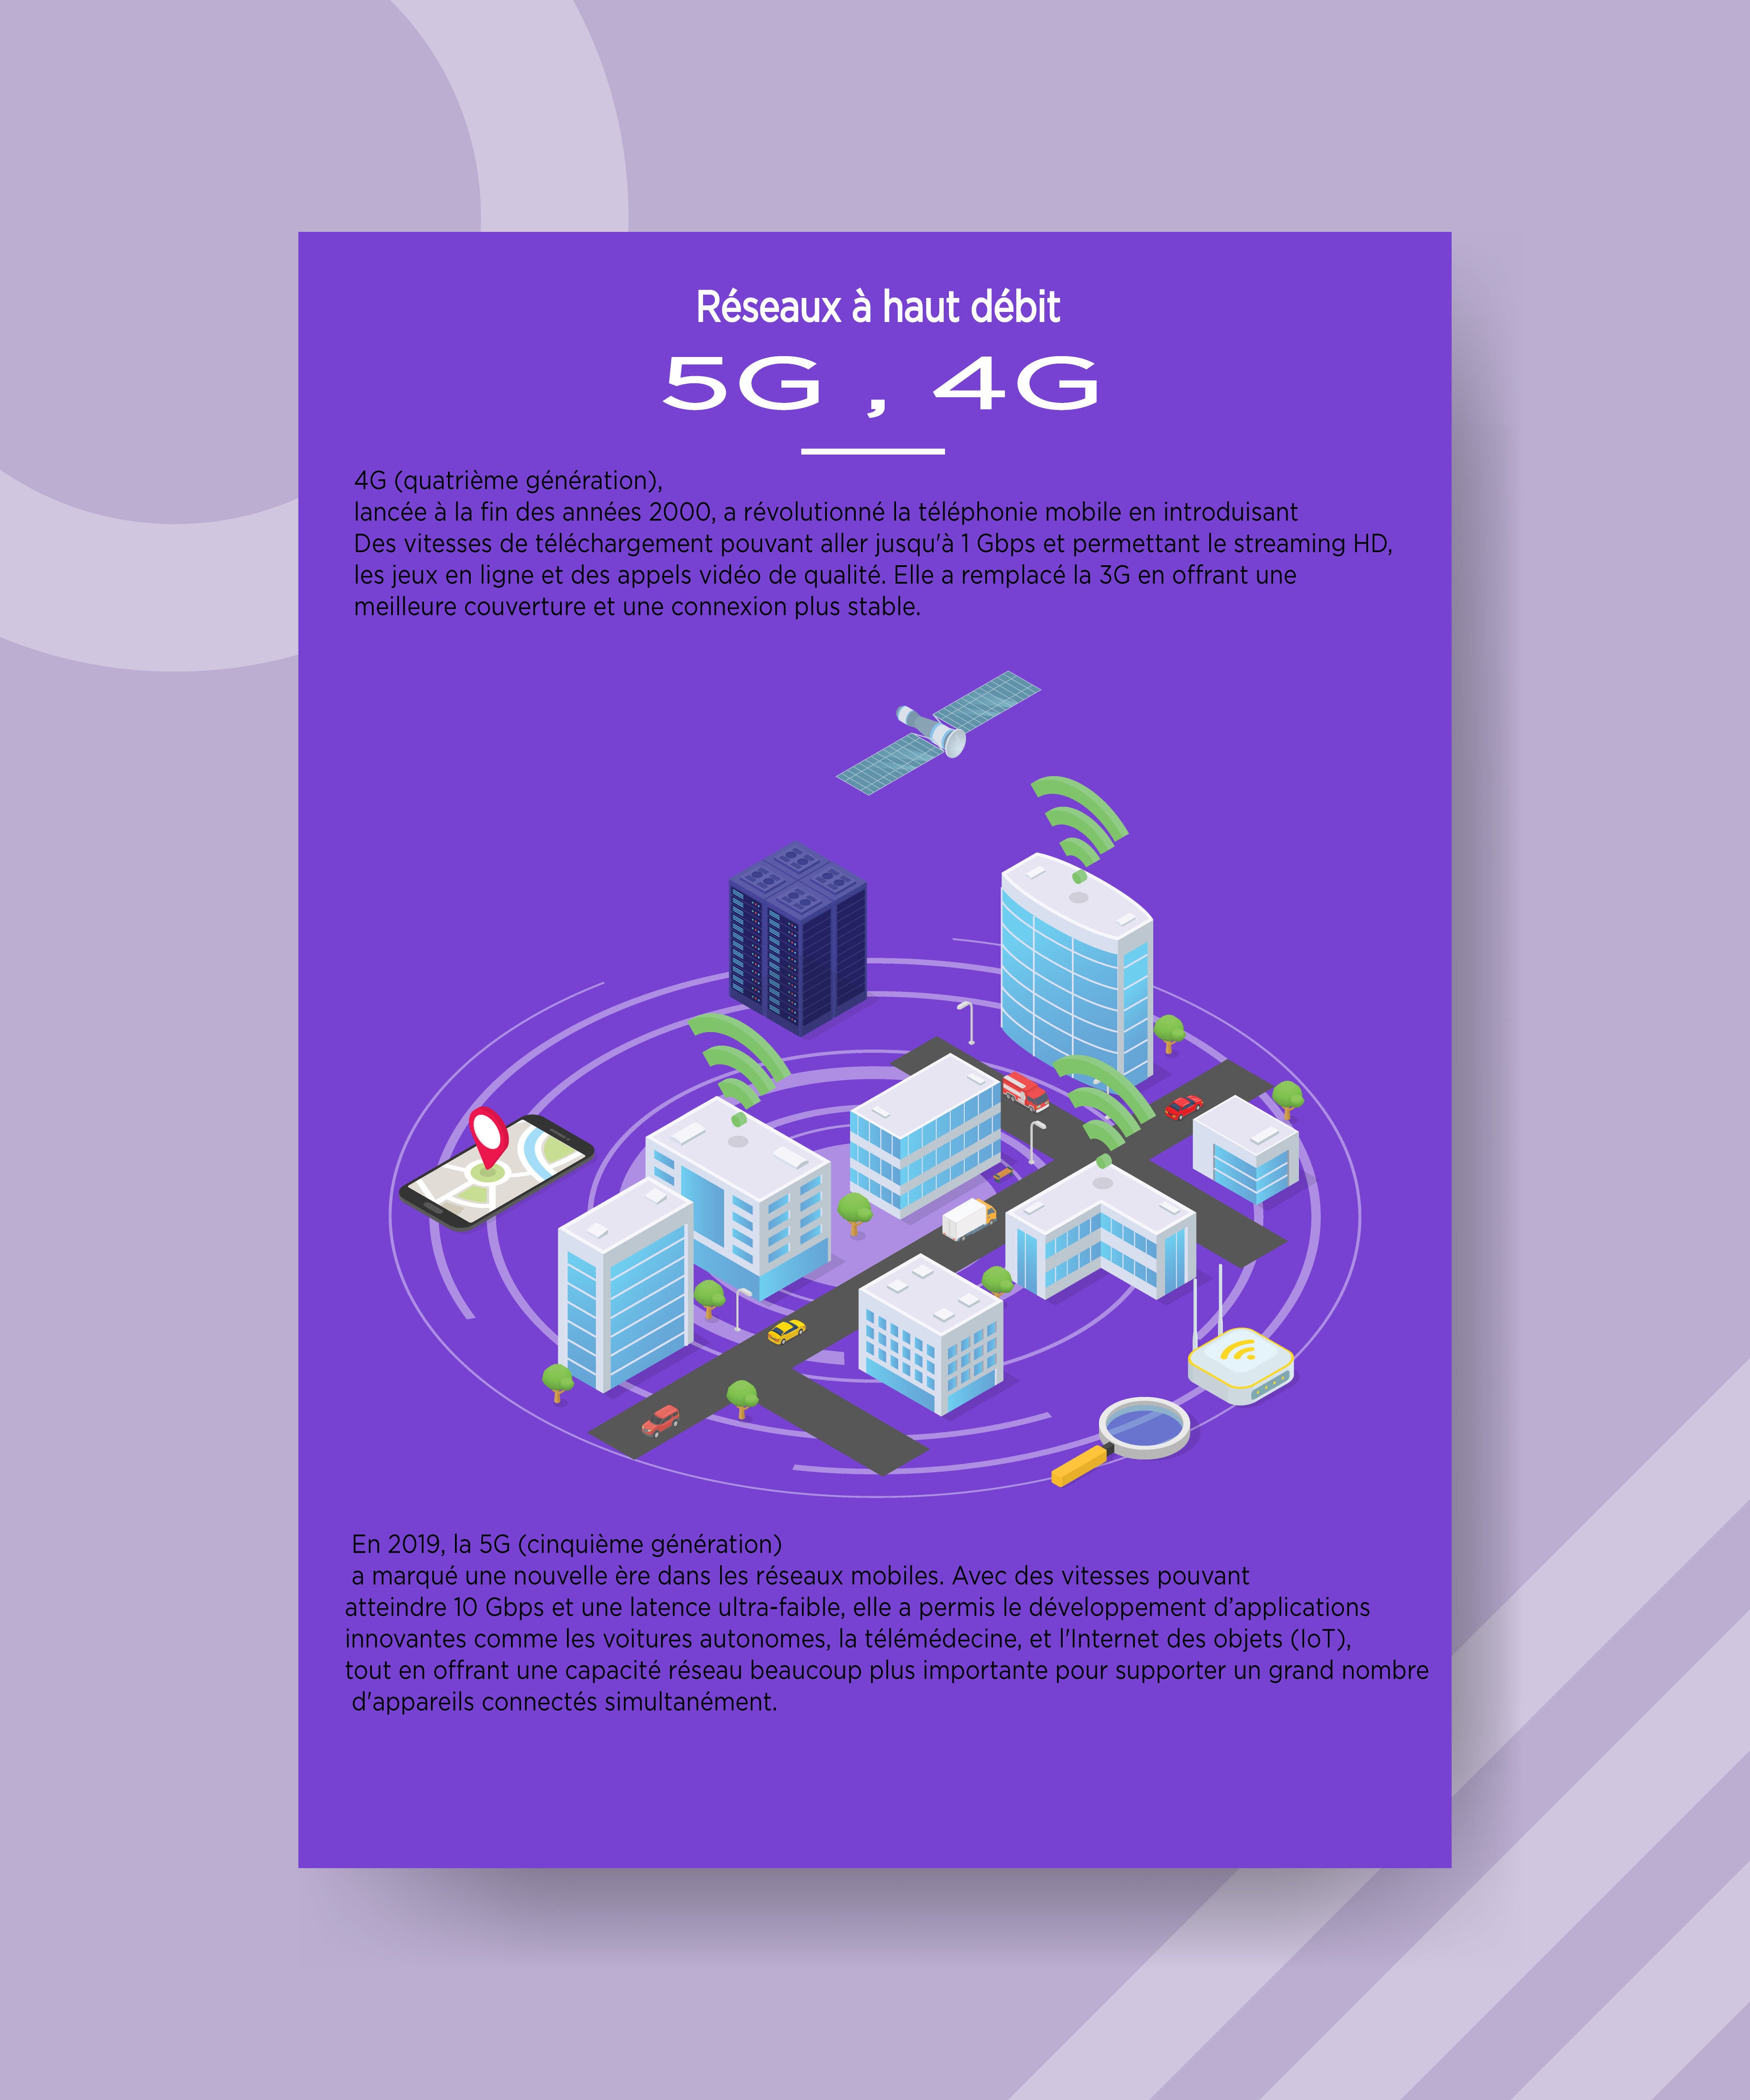 Réseaux à haut débit
5G , 4G
4G (quatrième génération),
lancée à la fin des années 2000, a révolutionné la téléphonie mobile en introduisant
Des vitesses de téléchargement pouvant aller jusqu'à 1 Gbps et permettant le streaming HD,
les jeux en ligne et des appels vidéo de qualité. Elle a remplacé la 3G en offrant une
meilleure couverture et une connexion plus stable.
En 2019, la 5G (cinquième génération)
a marqué une nouvelle ère dans les réseaux mobiles. Avec des vitesses pouvant
atteindre 10 Gbps et une latence ultra-faible, elle a permis le développement d’applications
innovantes comme les voitures autonomes, la télémédecine, et l'Internet des objets (IoT),
tout en offrant une capacité réseau beaucoup plus importante pour supporter un grand nombre
d'appareils connectés simultanément.